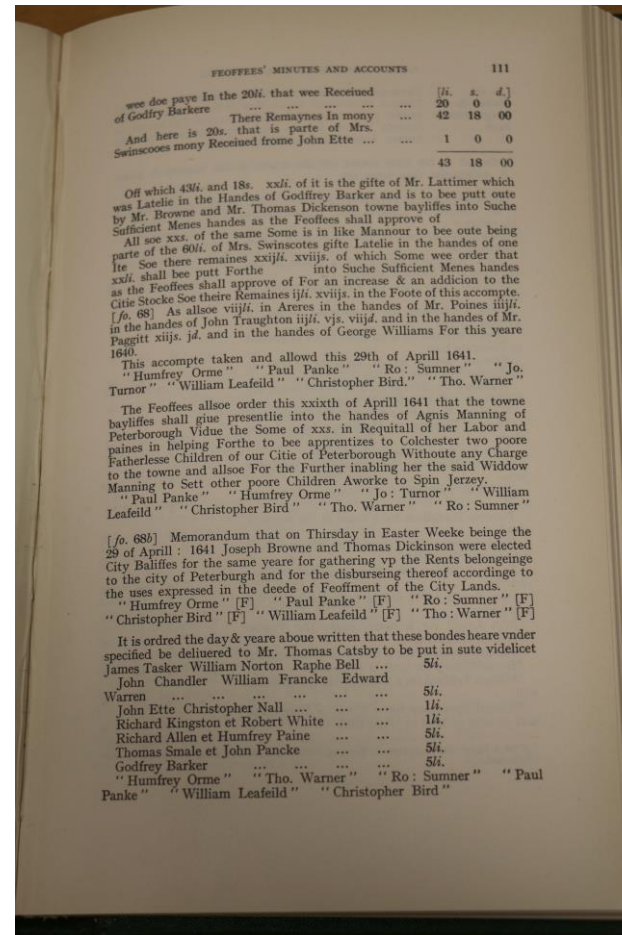 FEOFFEES' MINUTES AND ACCOUNTS 111
wee doe paye In the 20li. that wee Receiued [li. s. d.]
of Godfry Barkere ... ... ... ... ... 20 0 0
There Remaynes In mony ... 42 18 00
And here is 20s. that is parte of Mrs.
Swinscooes mony Receiued frome John Ette ... ... 1 0 0
43 18 00
Off which 43li. and 18s. xxli. of it is the gifte of Mr. Lattimer which
was Latelie in the Handes of Godffrey Barker and is to bee putt oute
by Mr. Browne and Mr. Thomas Dickenson towne bayliffes into Suche
Sufficient Menes handes as the Feoffees shall approve of
All soe xxs. of the same Some is in like Mannour to bee oute being
parte of the 60li. of Mrs. Swinscotes gifte Latelie in the handes of one
Ite Soe there remaines xxijli. xviijs. of which Some wee order that
xxli. shall bee putt Forthe into Suche Sufficient Menes handes
as the Feoffees shall approve of For an increase & an addicion to the
Citie Stocke Soe theire Remaines ijli. xviijs. in the Foote of this accompte.
[fo. 68] As allsoe viijli. in Areres in the handes of Mr. Poines iiijli.
in the handes of John Traughton iijli. vjs. viijd. and in the handes of Mr.
Paggitt xiijs. jd. and in the handes of George Williams For this yeare
1640.
This accompte taken and allowd this 29th of Aprill 1641.
" Humfrey Orme " " Paul Panke " " Ro : Sumner " " Jo.
Turnor " " William Leafeild " " Christopher Bird." " Tho. Warner "
The Feoffees allsoe order this xxixth of Aprill 1641 that the towne
bayliffes shall giue presentlie into the handes of Agnis Manning of
Peterborough Vidue the Some of xxs. in Requitall of her Labor and
paines in helping Forthe to bee apprentizes to Colchester two poore
Fatherlesse Children of our Citie of Peterborough Withoute any Charge
to the towne and allsoe For the Further inabling her the said Widdow
Manning to Sett other poore Children Aworke to Spin Jerzey.
" Paul Panke " " Humfrey Orme " " Jo : Turnor " " William
Leafeild " " Christopher Bird " " Tho. Warner " " Ro : Sumner "
[fo. 68b] Memorandum that on Thirsday in Easter Weeke beinge the
29 of Aprill : 1641 Joseph Browne and Thomas Dickinson were elected
City Baliffes for the same yeare for gathering vp the Rents belongeinge
to the city of Peterburgh and for the disburseing thereof accordinge to
the uses expressed in the deede of Feoffment of the City Lands.
" Humfrey Orme " [F] " Paul Panke " [F] " Ro : Sumner " [F]
" Christopher Bird " [F] " William Leafeild " [F] " Tho : Warner " [F]
It is ordred the day & yeare aboue written that these bondes heare vnder
specified be deliuered to Mr. Thomas Catsby to be put in sute videlicet
James Tasker William Norton Raphe Bell ... 5li.
John Chandler William Francke Edward
Warren ... ... ... ... ... ... 5li.
John Ette Christopher Nall ... ... ... 1li.
Richard Kingston et Robert White ... ... 1li.
Richard Allen et Humfrey Paine ... ... 5li.
Thomas Smale et John Pancke ... ... 5li.
Godfrey Barker ... ... ... ... ... 5li.
" Humfrey Orme " " Tho. Warner " " Ro : Sumner " " Paul
Panke " " William Leafeild " " Christopher Bird "